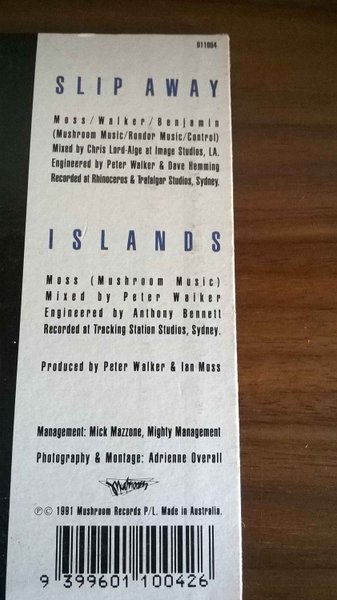 D11064
SLIP AWAY
Moss/Walker/Benjamin
(Mushroom Music/Rondor Music/Control)
Mixed by Chris Lord-Alge at Image Studios, LA.
Engineered by Peter Walker & Dave Hemming
Recorded at Rhinoceros & Trafalgar Studios, Sydney.
ISLANDS
Moss (Mushroom Music)
Mixed by Peter Walker
Engineered by Anthony Bennett
Recorded at Tracking Station Studios, Sydney.
Produced by Peter Walker & Ian Moss
Management: Mick Mazzone, Mighty Management
Photography & Montage: Adrienne Overall
Mushroom
℗© 1991 Mushroom Records P/L. Made in Australia.
9 399601 100426